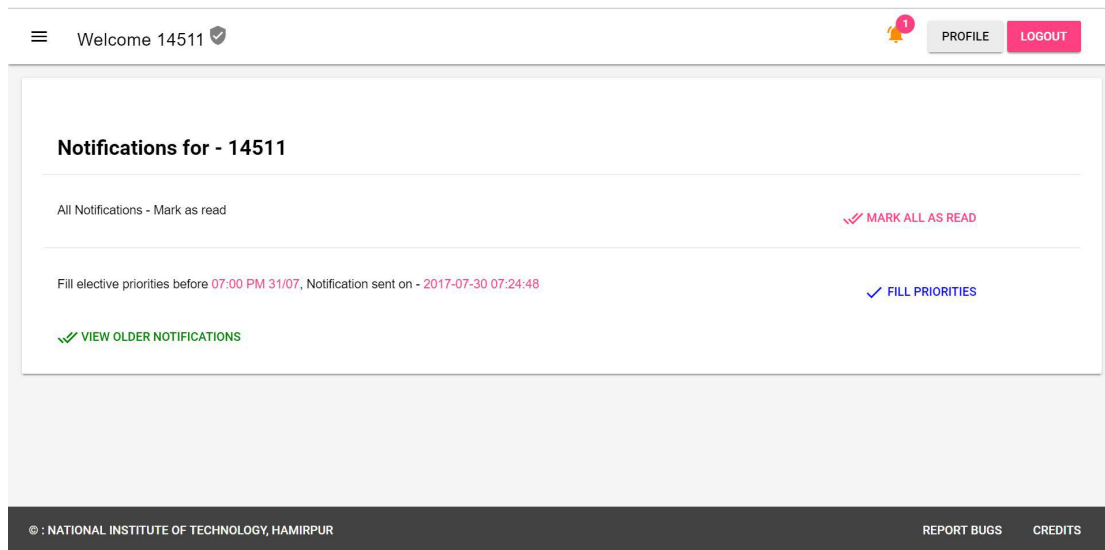 Welcome 14511
1
PROFILE
LOGOUT
Notifications for - 14511
All Notifications - Mark as read
MARK ALL AS READ
Fill elective priorities before 07:00 PM 31/07, Notification sent on - 2017-07-30 07:24:48
FILL PRIORITIES
VIEW OLDER NOTIFICATIONS
© : NATIONAL INSTITUTE OF TECHNOLOGY, HAMIRPUR
REPORT BUGS
CREDITS